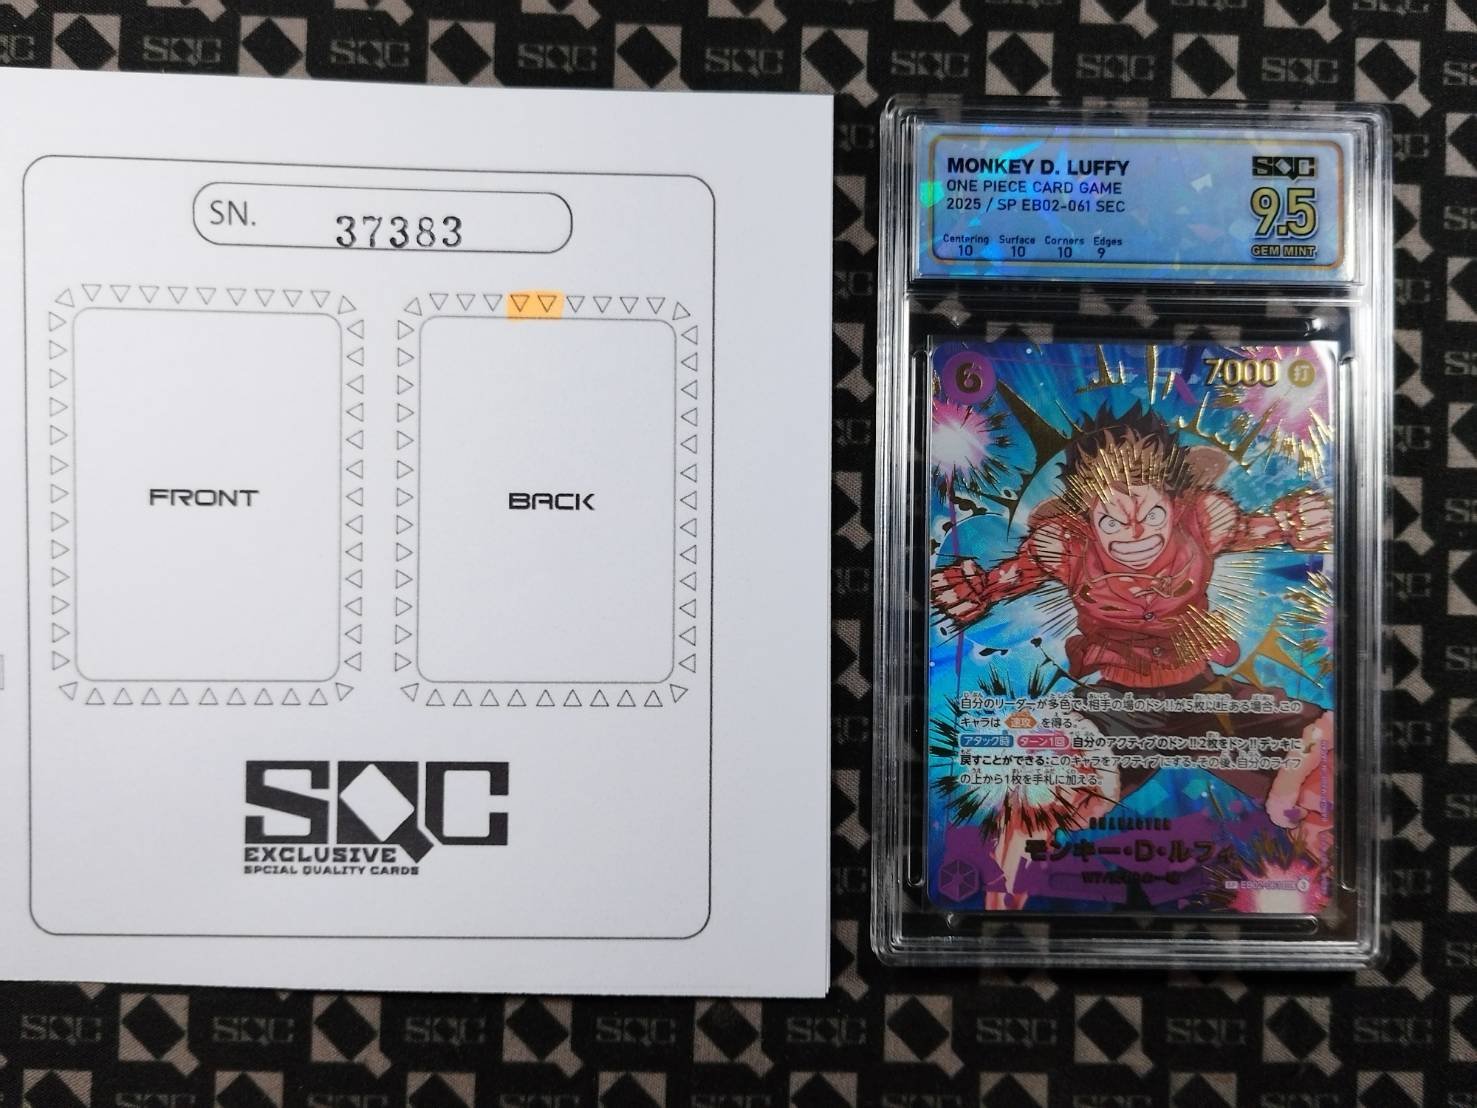 SN. 37383
FRONT
BACK
SQC
EXCLUSIVE
SPCIAL QUALITY CARDS
MONKEY D. LUFFY
ONE PIECE CARD GAME
2025 / SP EB02-061 SEC
Centering Surface Corners Edges
10 10 10 9
SQC
9.5
GEM MINT
6
7000 打
自分のリーダーが多色で、相手の場のドン!!が5枚以上ある場合、この
キャラは 速攻 を得る。
アタック時 ターン1回 自分のアクティブのドン!!2枚をドン!!デッキに
戻すことができる:このキャラをアクティブにする。その後、自分のライフ
の上から1枚を手札に加える。
CHARACTER
モンキー・D・ルフィ
SP EB02-061 SEC 3